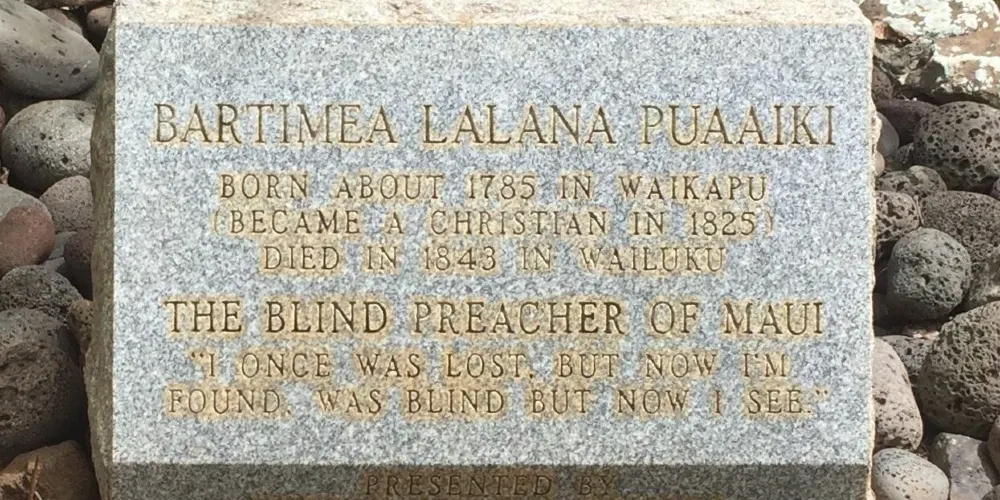 BARTIMEA LALANA PUAAIKI
BORN ABOUT 1785 IN WAIKAPU
(BECAME A CHRISTIAN IN 1825)
DIED IN 1843 IN WAILUKU
THE BLIND PREACHER OF MAUI
"I ONCE WAS LOST, BUT NOW I'M
FOUND, WAS BLIND BUT NOW I SEE."
PRESENTED BY